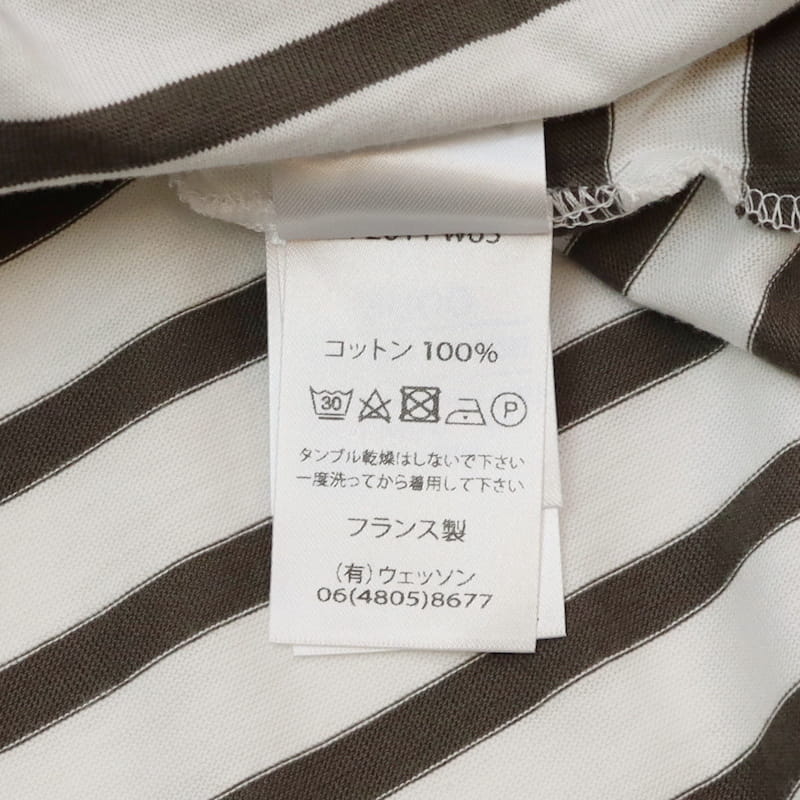 コットン 100%
30 P
タンブル乾燥はしないで下さい
一度洗ってから着用して下さい
フランス製
(有)ウェッソン
06(4805)8677